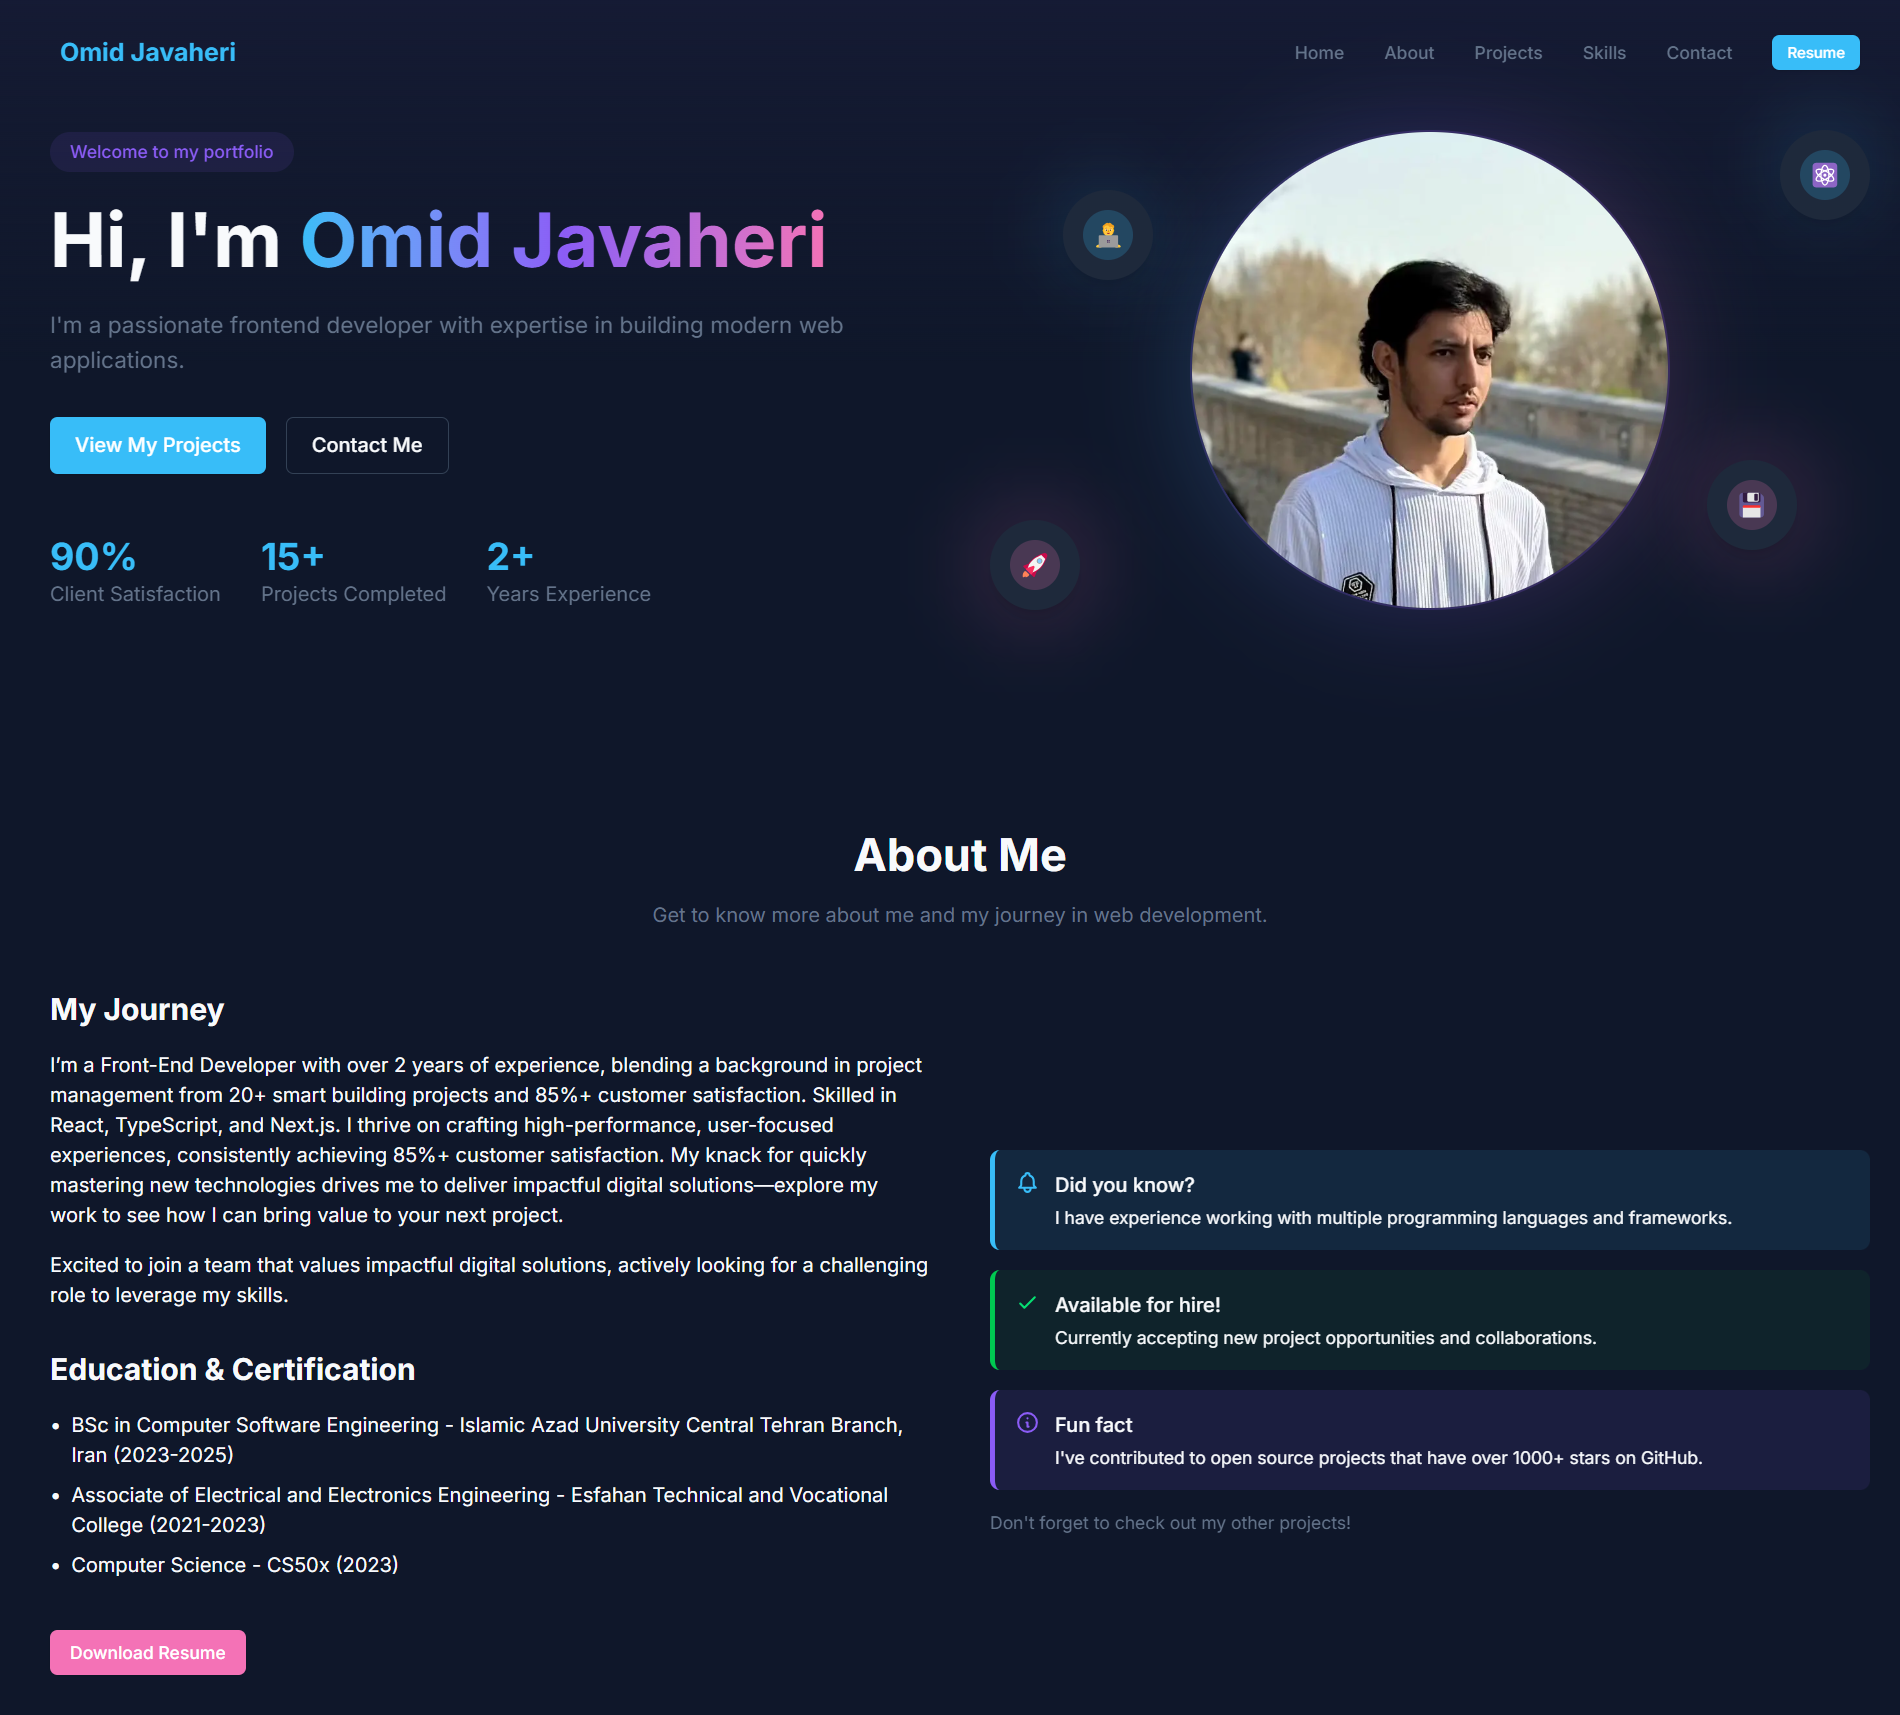 Omid Javaheri
Home About Projects Skills Contact Resume
Welcome to my portfolio
Hi, I'm Omid Javaheri
I'm a passionate frontend developer with expertise in building modern web
applications.
View My Projects Contact Me
90% 15+ 2+
Client Satisfaction Projects Completed Years Experience
About Me
Get to know more about me and my journey in web development.
My Journey
I’m a Front-End Developer with over 2 years of experience, blending a background in project
management from 20+ smart building projects and 85%+ customer satisfaction. Skilled in
React, TypeScript, and Next.js. I thrive on crafting high-performance, user-focused
experiences, consistently achieving 85%+ customer satisfaction. My knack for quickly
mastering new technologies drives me to deliver impactful digital solutions—explore my
work to see how I can bring value to your next project.
Excited to join a team that values impactful digital solutions, actively looking for a challenging
role to leverage my skills.
Education & Certification
• BSc in Computer Software Engineering - Islamic Azad University Central Tehran Branch,
Iran (2023-2025)
• Associate of Electrical and Electronics Engineering - Esfahan Technical and Vocational
College (2021-2023)
• Computer Science - CS50x (2023)
Download Resume
Did you know?
I have experience working with multiple programming languages and frameworks.
Available for hire!
Currently accepting new project opportunities and collaborations.
Fun fact
I've contributed to open source projects that have over 1000+ stars on GitHub.
Don't forget to check out my other projects!